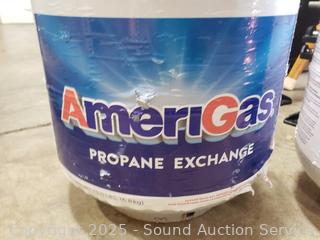 AmeriGas
PROPANE EXCHANGE
Copyright 2025 - Sound Auction Service